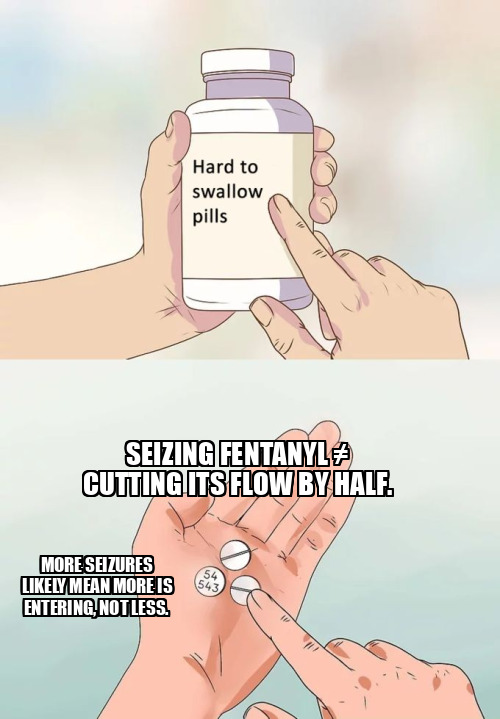 Hard to
swallow
pills
SEIZING FENTANYL ≠
CUTTING ITS FLOW BY HALF.
MORE SEIZURES
LIKELY MEAN MORE IS
ENTERING, NOT LESS.
54
543